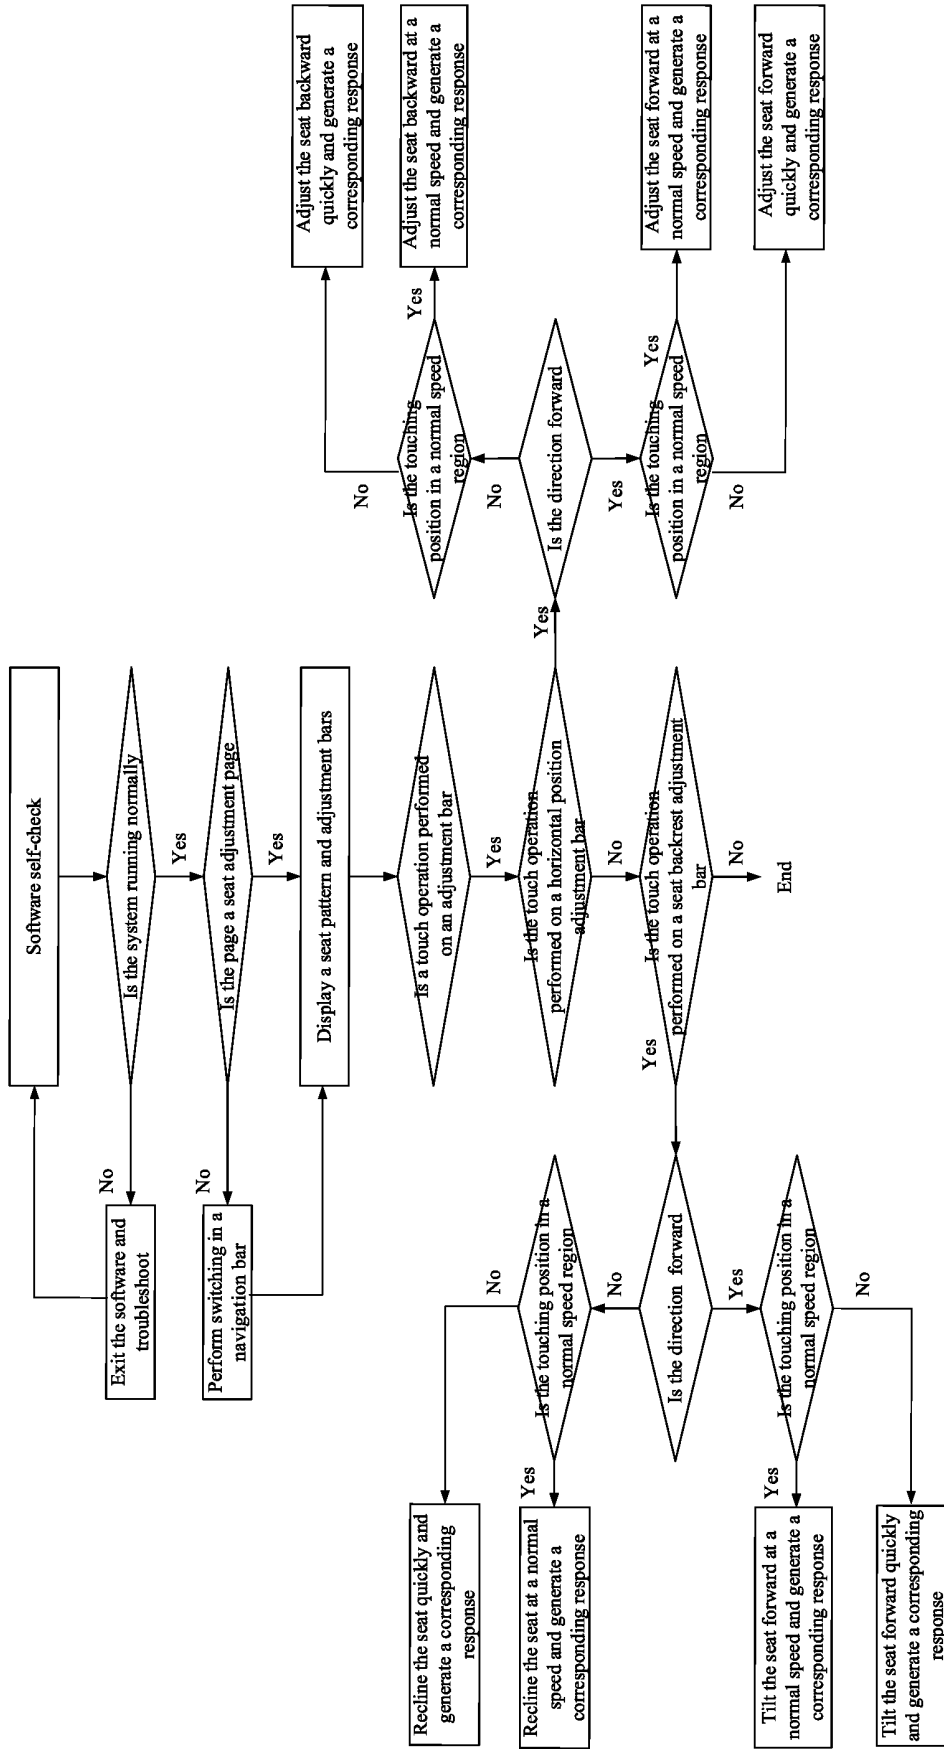 Software self-check
Is the system running normally
No
Exit the software and
troubleshoot
Yes
Is the page a seat adjustment page
No
Perform switching in a
navigation bar
Yes
Display a seat pattern and adjustment bars
Is a touch operation performed
on an adjustment bar
Yes
Is the touch operation
performed on a horizontal position
adjustment bar
Yes
Is the direction forward
No
Is the touching
position in a normal speed
region
No
Adjust the seat backward
quickly and generate a
corresponding response
Yes
Adjust the seat backward at a
normal speed and generate a
corresponding response
Yes
Is the touching
position in a normal speed
region
Yes
Adjust the seat forward at a
normal speed and generate a
corresponding response
No
Adjust the seat forward
quickly and generate a
corresponding response
No
Is the touch operation
performed on a seat backrest adjustment
bar
No
End
Yes
Is the direction forward
No
Is the touching position in a
normal speed region
No
Recline the seat quickly and
generate a corresponding
response
Yes
Recline the seat at a normal
speed and generate a
corresponding response
Yes
Is the touching position in a
normal speed region
Yes
Tilt the seat forward at a
normal speed and generate a
corresponding response
No
Tilt the seat forward quickly
and generate a corresponding
response